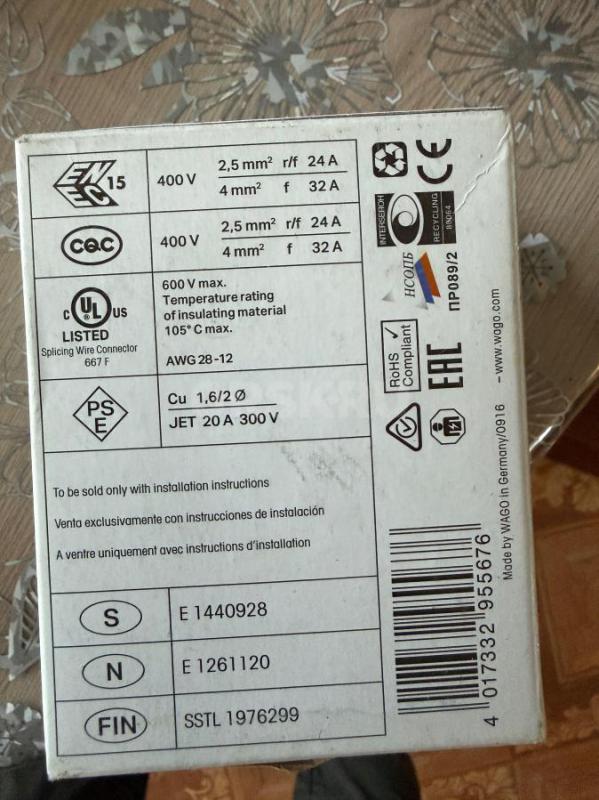 ENEC 15
400 V
2,5 mm² r/f 24 A
4 mm² f 32 A
CQC
400 V
2,5 mm² r/f 24 A
4 mm² f 32 A
C UL US
LISTED
Splicing Wire Connector
667 F
600 V max.
Temperature rating
of insulating material
105° C max.
AWG 28-12
PS
E
Cu 1,6/2 Ø
JET 20 A 300 V
To be sold only with installation instructions
Venta exclusivamente con instrucciones de instalación
A ventre uniquement avec instructions d'installation
S
E 1440928
N
E 1261120
FIN
SSTL 1976299
CE
INTERSEROH
RECYCLING
НСОПБ
ПР089/2
RoHS
Compliant
EAC
– www.wago.com
Made by WAGO in Germany/0916
4 017332 955676